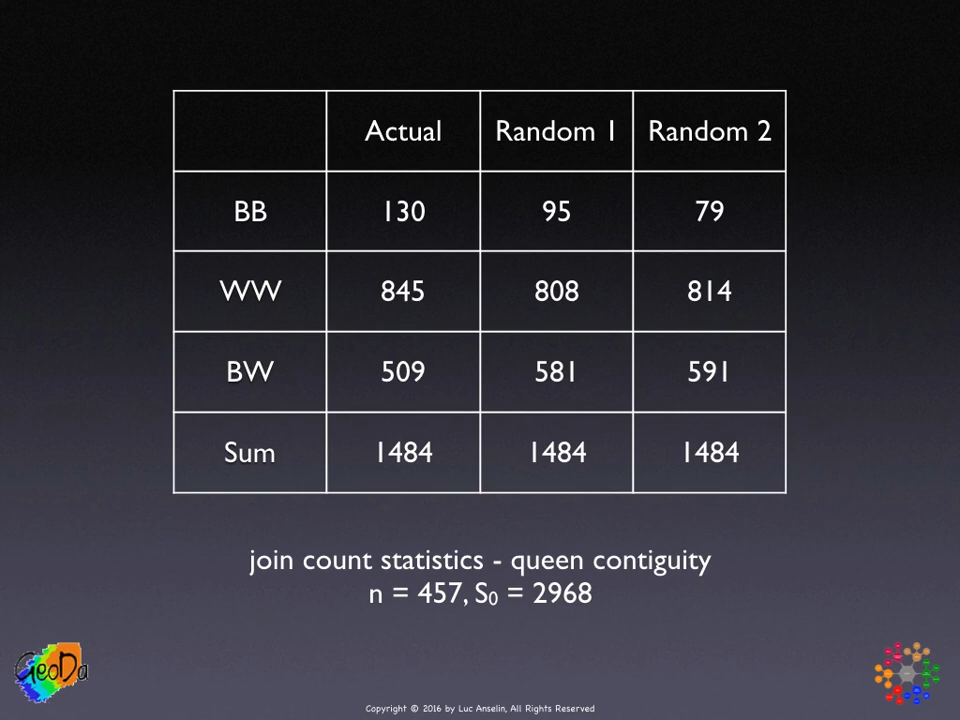 Actual Random 1 Random 2
BB 130 95 79
WW 845 808 814
BW 509 581 591
Sum 1484 1484 1484
join count statistics - queen contiguity
n = 457, S₀ = 2968
GeoDa
Copyright © 2016 by Luc Anselin, All Rights Reserved